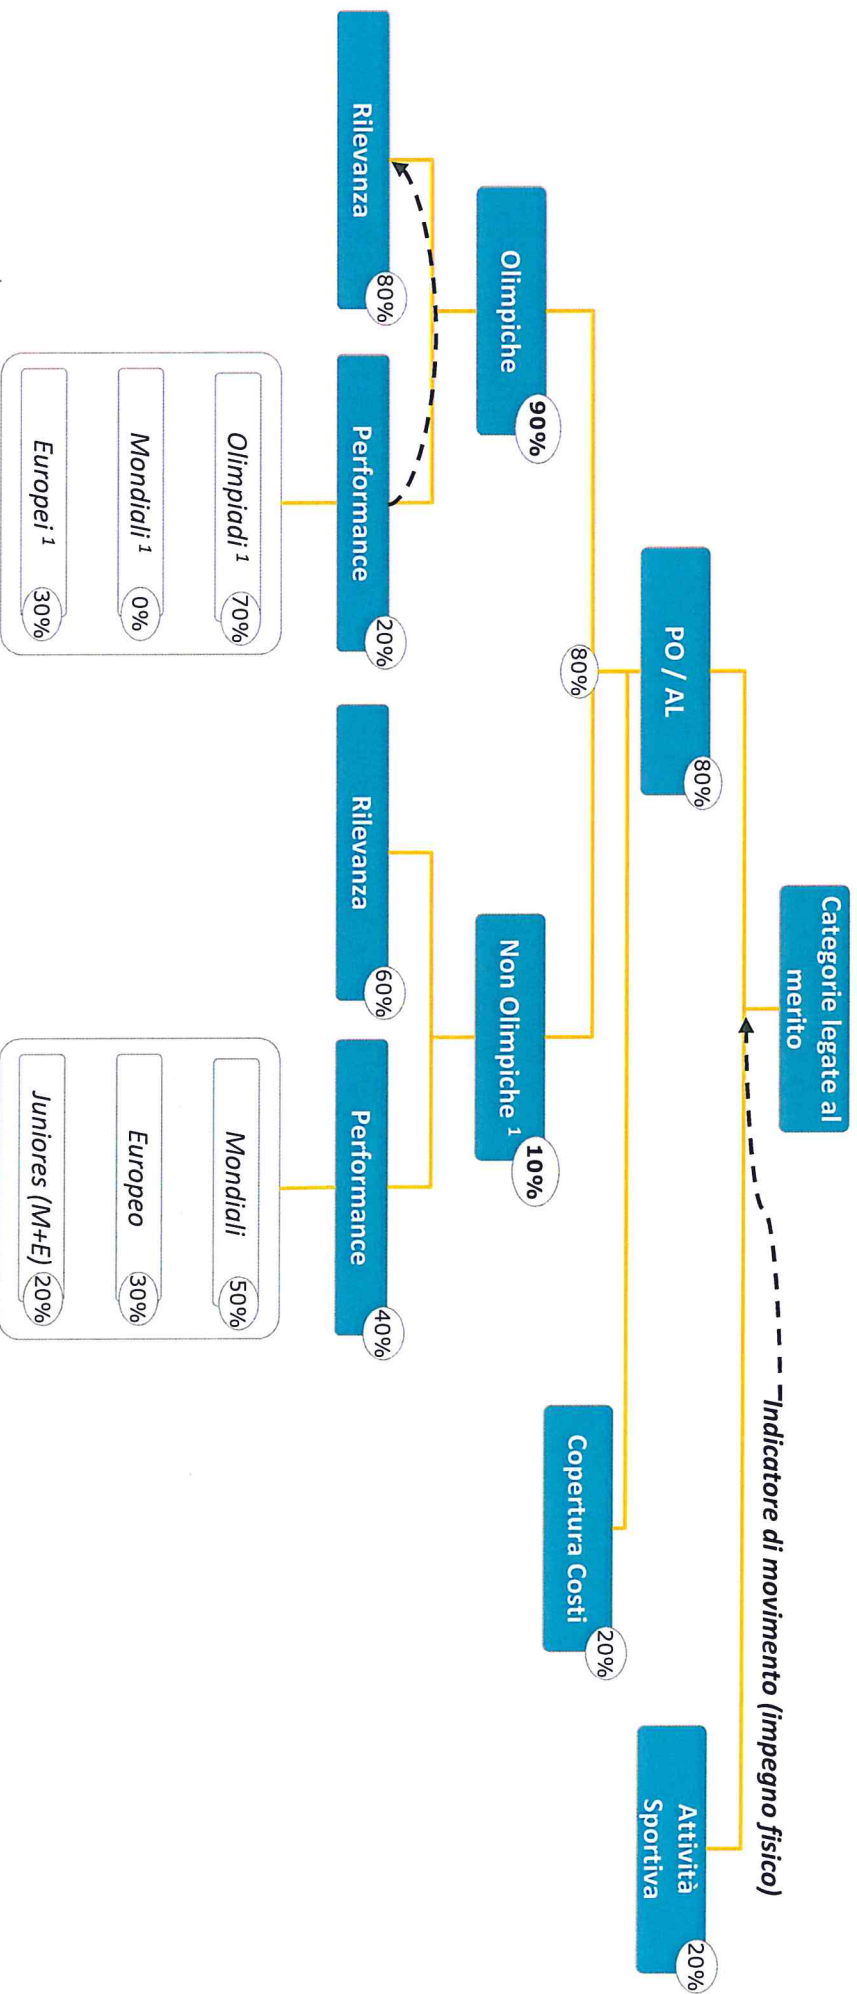 Categorie legate al
merito
Indicatore di movimento (impegno fisico)
PO / AL
80%
Attività
Sportiva
20%
80%
Copertura Costi
20%
Olimpiche
90%
Non Olimpiche ¹
10%
Rilevanza
80%
Performance
20%
Rilevanza
60%
Performance
40%
Olimpiadi ¹
70%
Mondiali ¹
0%
Europei ¹
30%
Mondiali
50%
Europeo
30%
Juniores (M+E)
20%